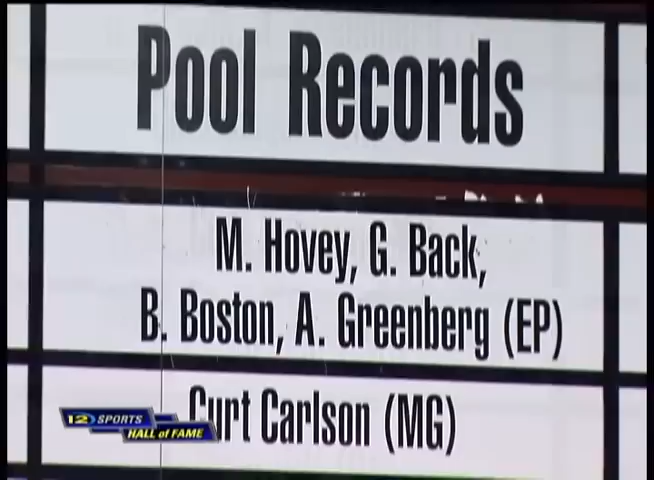 Pool Records
M. Hovey, G. Back,
B. Boston, A. Greenberg (EP)
Curt Carlson (MG)
12 SPORTS
HALL of FAME